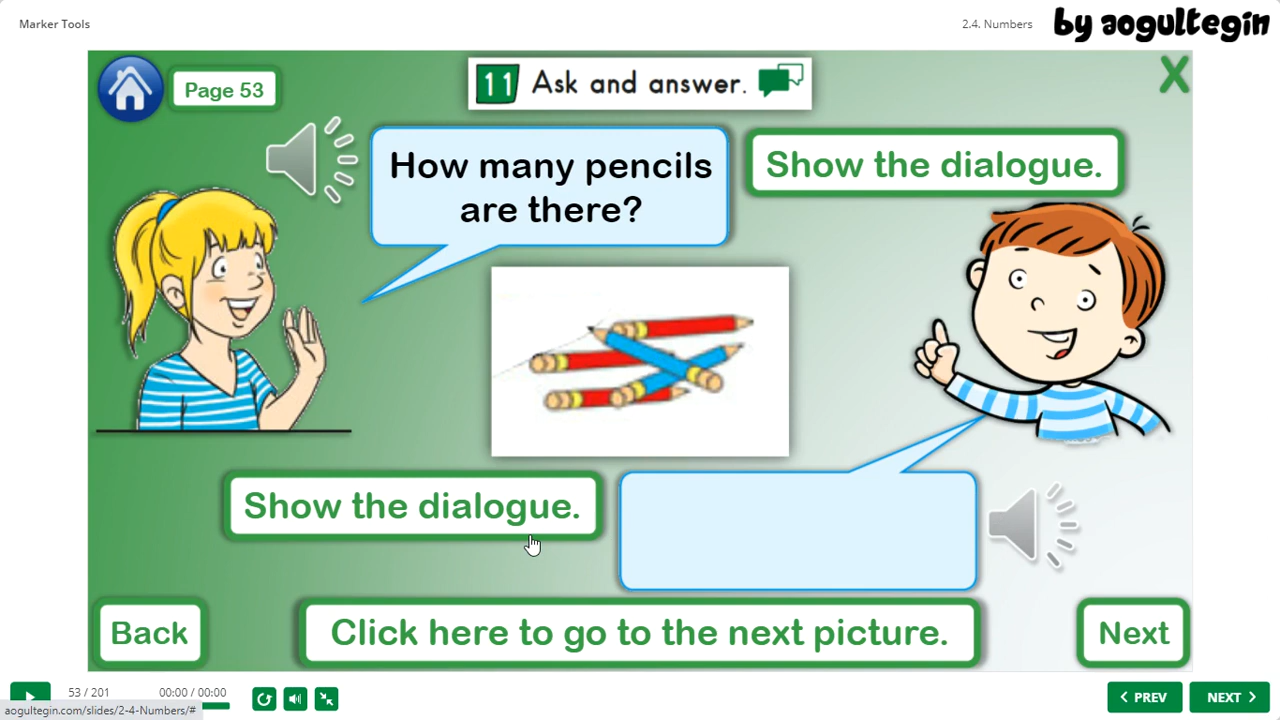 Marker Tools
2.4. Numbers
by aogultegin
Page 53
11 Ask and answer.
X
How many pencils
are there?
Show the dialogue.
Show the dialogue.
Back
Click here to go to the next picture.
Next
53 / 201
00:00 / 00:00
PREV
NEXT
aogultegin.com/slides/2-4-Numbers/#